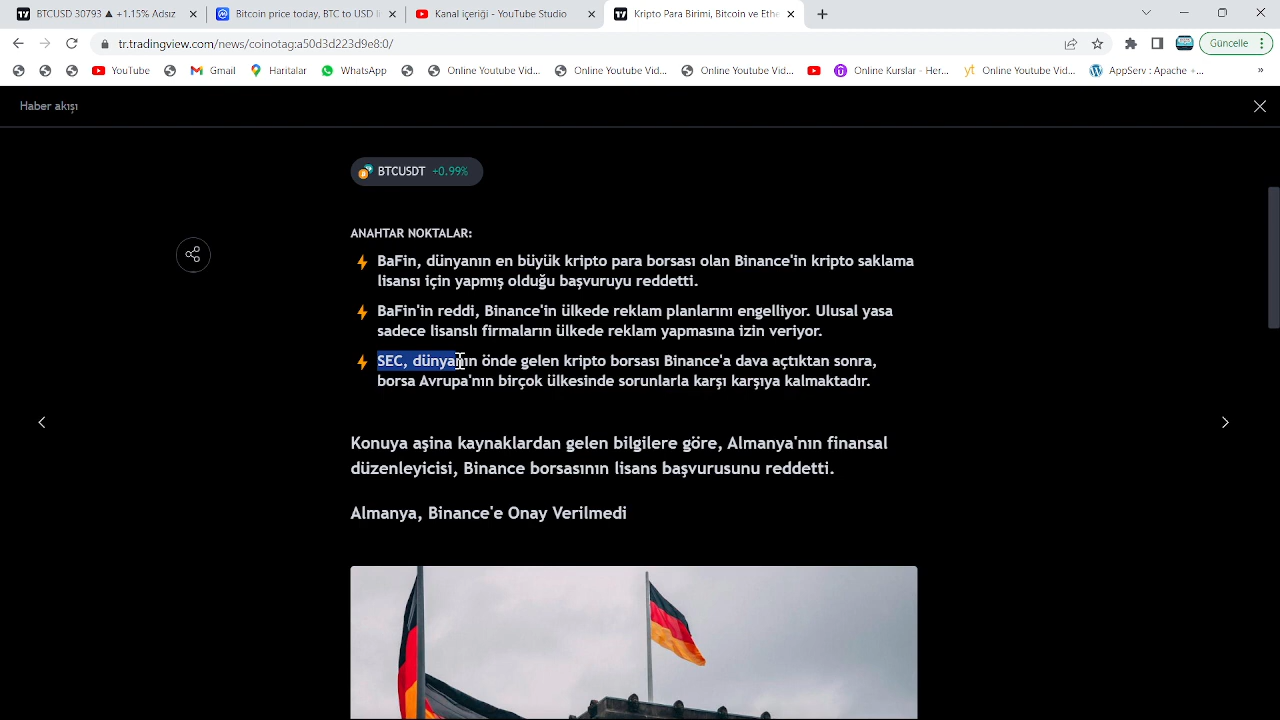 BTCUSD 30793 ▲ +1.15% Adsız
Bitcoin price today, BTC to USD li
Kanal içeriği - YouTube Studio
Kripto Para Birimi, Bitcoin ve Ethe
tr.tradingview.com/news/coinotag:a50d3d223d9e8:0/
Güncelle
YouTube
Gmail
Haritalar
WhatsApp
Online Youtube Vid...
Online Youtube Vid...
Online Youtube Vid...
Online Kurslar - Her...
Online Youtube Vid...
AppServ : Apache +...
»
Haber akışı
BTCUSDT +0.99%
ANAHTAR NOKTALAR:
BaFin, dünyanın en büyük kripto para borsası olan Binance'in kripto saklama
lisansı için yapmış olduğu başvuruyu reddetti.
BaFin'in reddi, Binance'in ülkede reklam planlarını engelliyor. Ulusal yasa
sadece lisanslı firmaların ülkede reklam yapmasına izin veriyor.
SEC, dünyanın önde gelen kripto borsası Binance'a dava açtıktan sonra,
borsa Avrupa'nın birçok ülkesinde sorunlarla karşı karşıya kalmaktadır.
Konuya aşina kaynaklardan gelen bilgilere göre, Almanya'nın finansal
düzenleyicisi, Binance borsasının lisans başvurusunu reddetti.
Almanya, Binance'e Onay Verilmedi